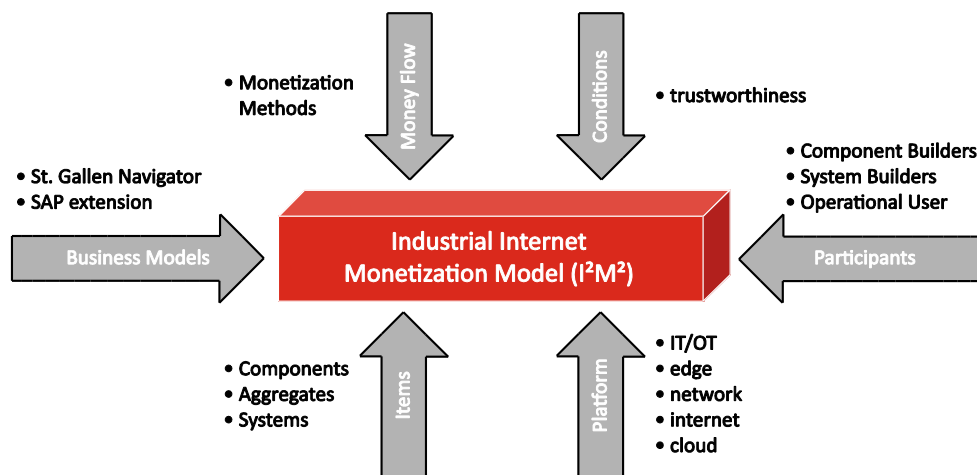 • Monetization
Methods
Money Flow
Conditions
• trustworthiness
• St. Gallen Navigator
• SAP extension
Business Models
• Component Builders
• System Builders
• Operational User
Participants
Industrial Internet
Monetization Model (I²M²)
• Components
• Aggregates
• Systems
Items
Platform
• IT/OT
• edge
• network
• internet
• cloud